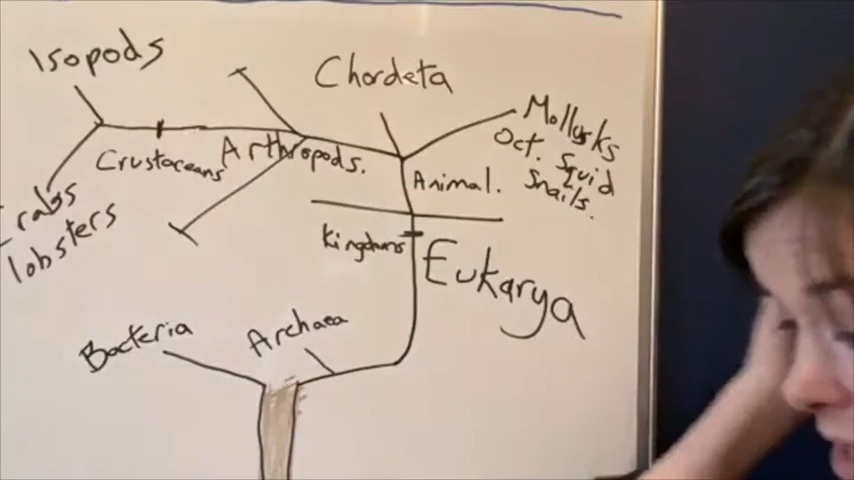 Isopods
Chordeta
Mollusks
Oct. Squid
Snails.
Arthropods.
Crustaceans
Animal.
Crabs
lobsters
Kingdoms
Eukarya
Bacteria
Archaea